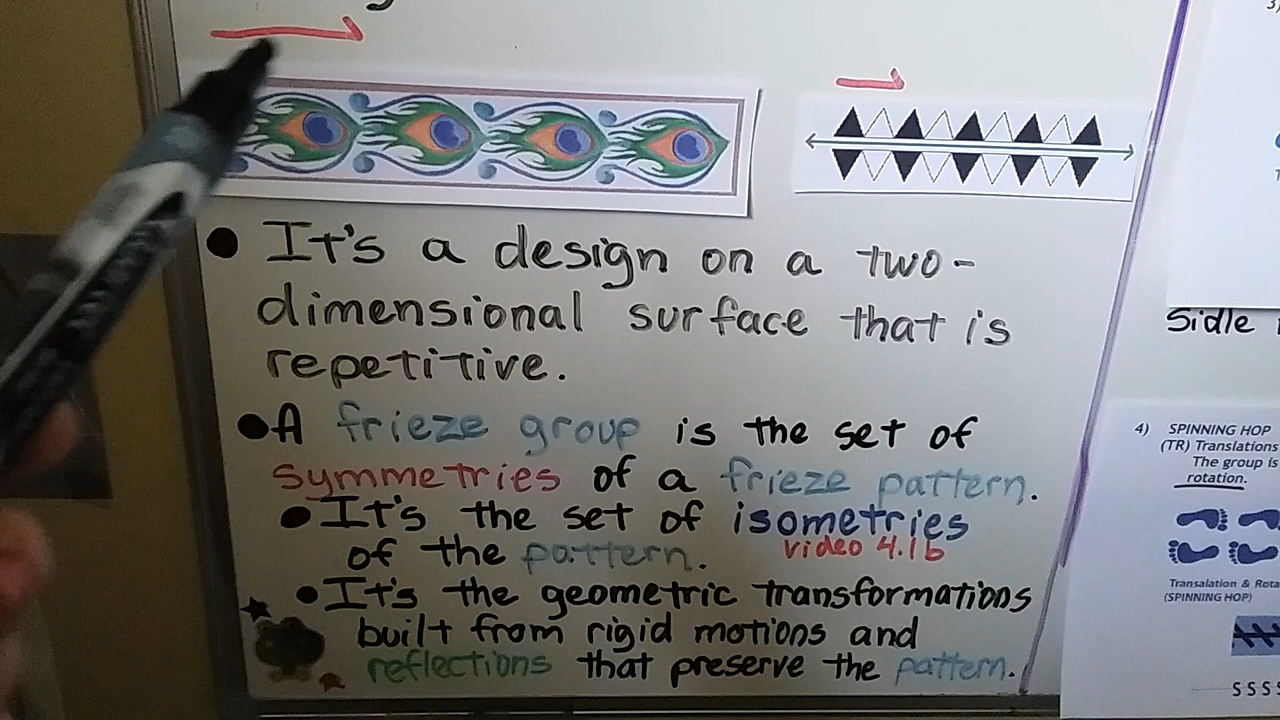 ● It's a design on a two-
dimensional surface that is
repetitive.
● A frieze group is the set of
symmetries of a frieze pattern.
● It's the set of isometries
of the pattern. video 4.1b
● It's the geometric transformations
built from rigid motions and
reflections that preserve the pattern.
3)
Sidle
4) SPINNING HOP
(TR) Translations
The group is
rotation.
Transalation & Rota
(SPINNING HOP)
SSSS